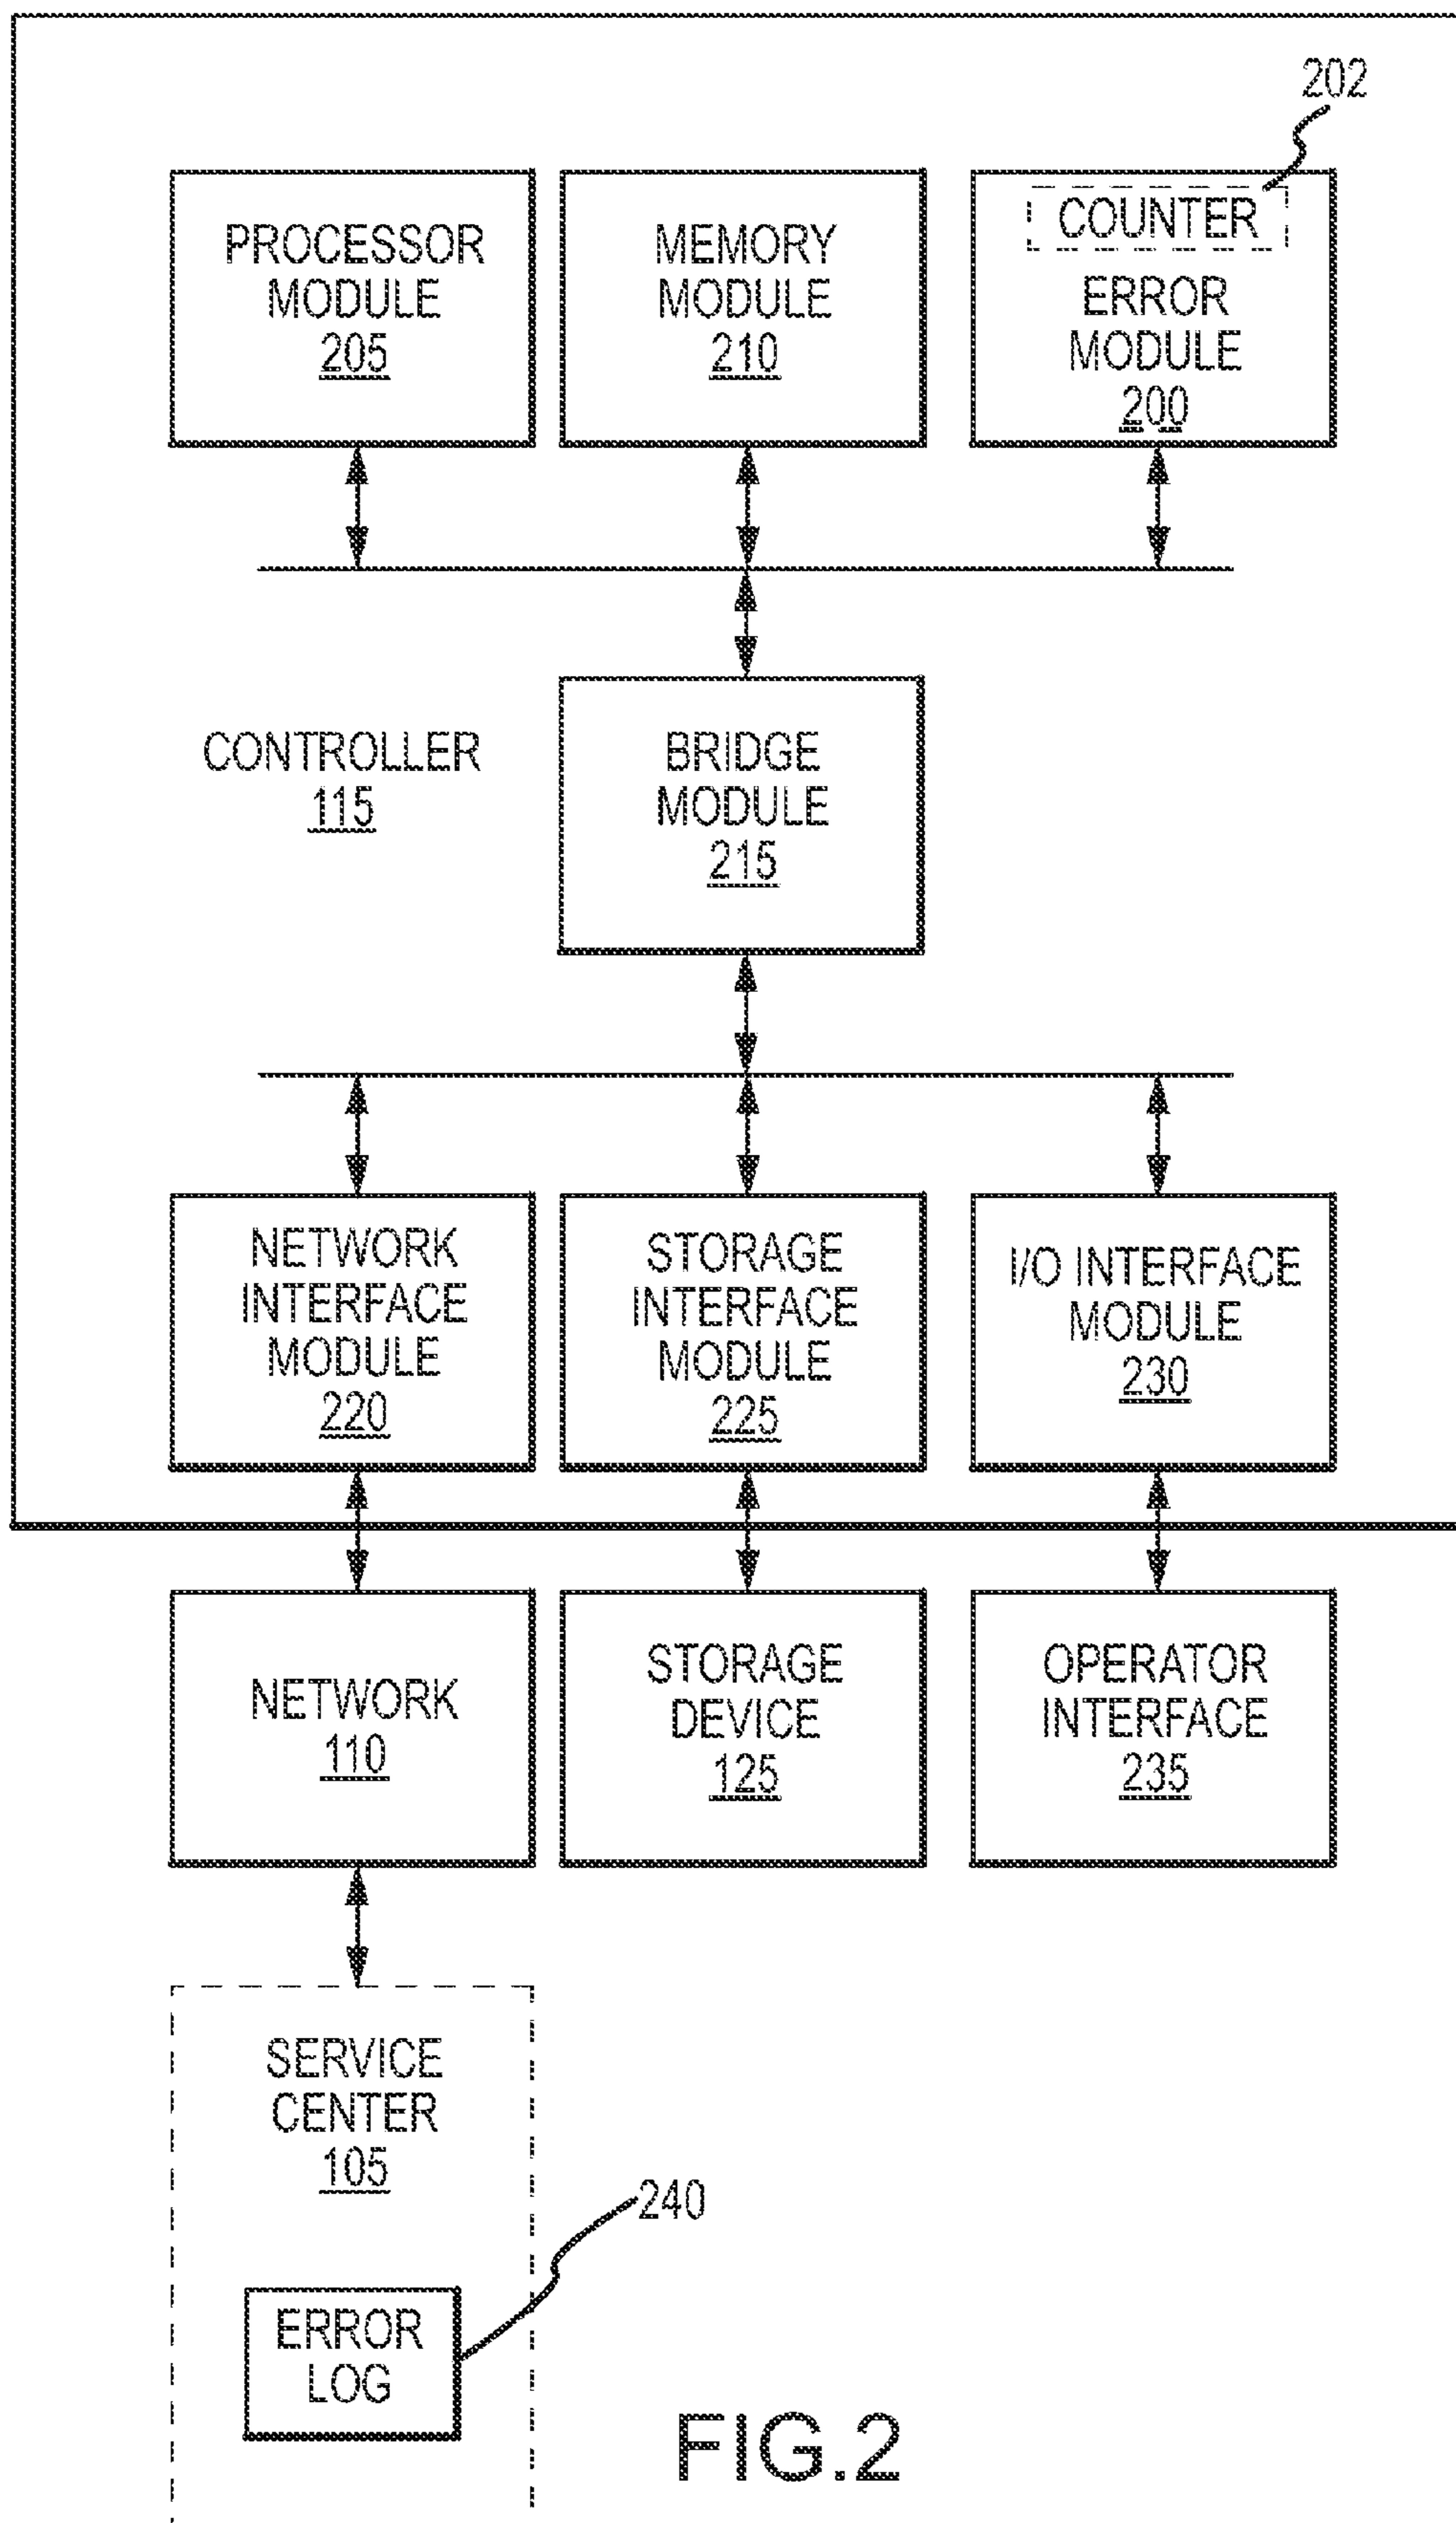 202
PROCESSOR
MODULE
205
MEMORY
MODULE
210
COUNTER
ERROR
MODULE
200
CONTROLLER
115
BRIDGE
MODULE
215
NETWORK
INTERFACE
MODULE
220
STORAGE
INTERFACE
MODULE
225
I/O INTERFACE
MODULE
230
NETWORK
110
STORAGE
DEVICE
125
OPERATOR
INTERFACE
235
SERVICE
CENTER
105
240
ERROR
LOG
FIG.2